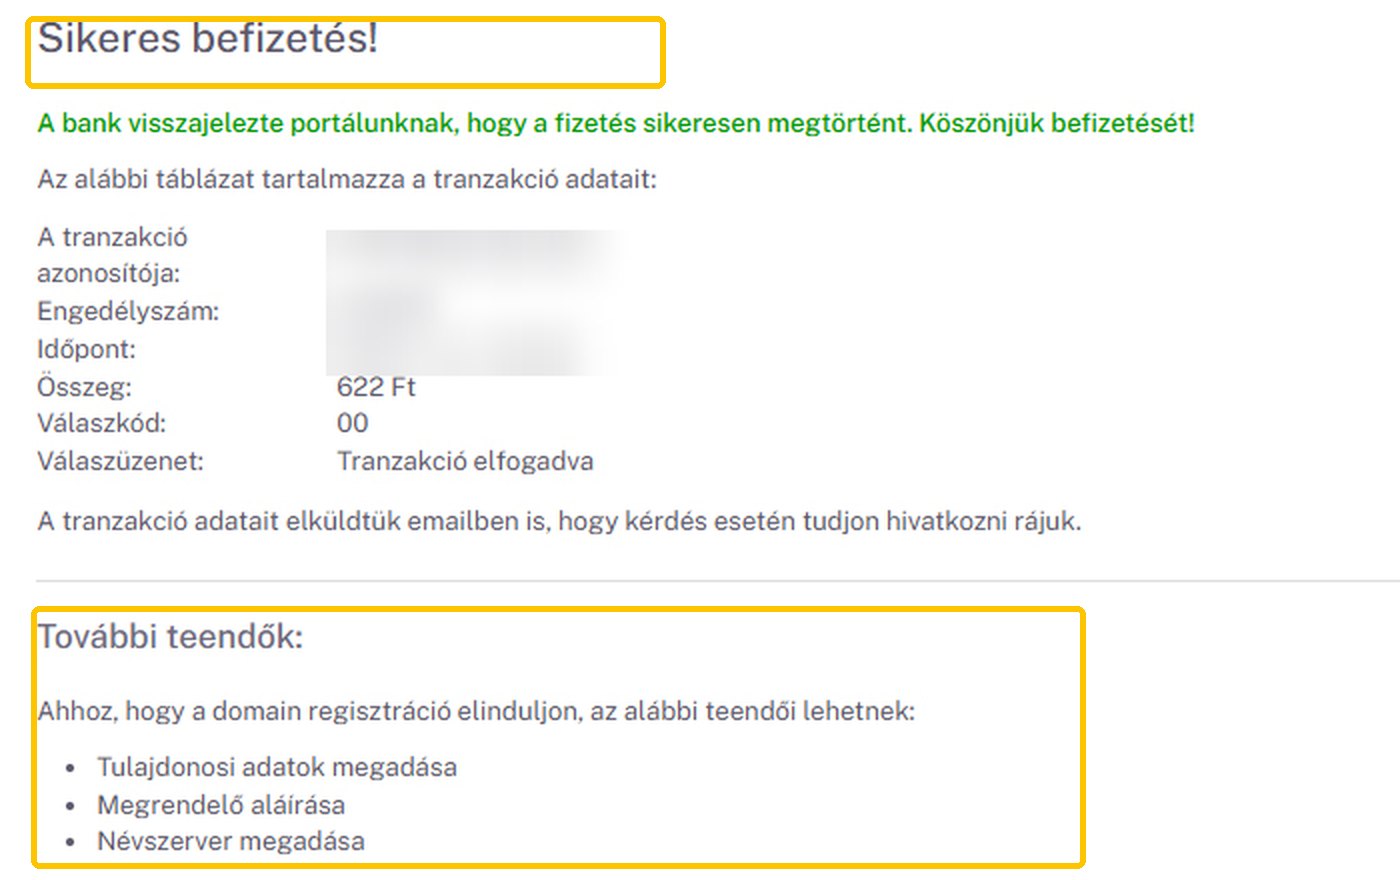 Sikeres befizetés!
A bank visszajelezte portálunknak, hogy a fizetés sikeresen megtörtént. Köszönjük befizetését!
Az alábbi táblázat tartalmazza a tranzakció adatait:
A tranzakció
azonosítója:
Engedélyszám:
Időpont:
Összeg: 622 Ft
Válaszkód: 00
Válaszüzenet: Tranzakció elfogadva
A tranzakció adatait elküldtük emailben is, hogy kérdés esetén tudjon hivatkozni rájuk.
További teendők:
Ahhoz, hogy a domain regisztráció elinduljon, az alábbi teendői lehetnek:
• Tulajdonosi adatok megadása
• Megrendelő aláírása
• Névszerver megadása